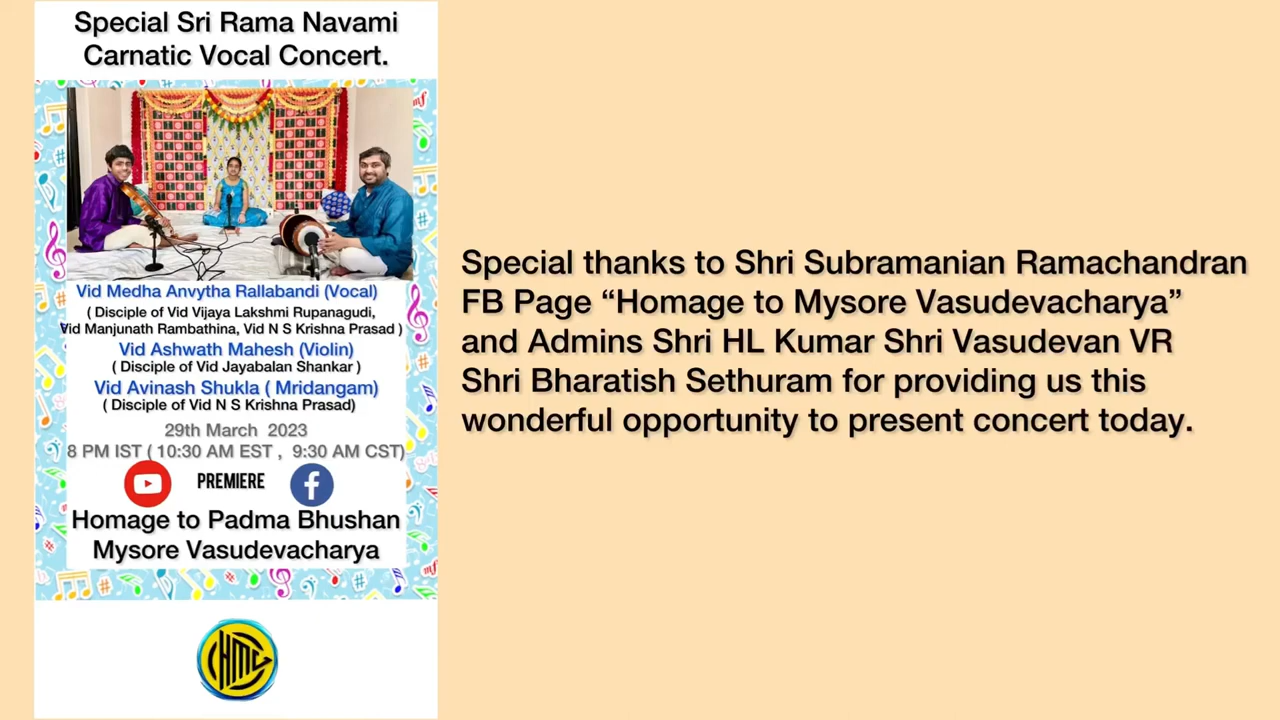 Special Sri Rama Navami
Carnatic Vocal Concert.
Vid Medha Anvytha Rallabandi (Vocal)
( Disciple of Vid Vijaya Lakshmi Rupanagudi,
Vid Manjunath Rambathina, Vid N S Krishna Prasad )
Vid Ashwath Mahesh (Violin)
( Disciple of Vid Jayabalan Shankar )
Vid Avinash Shukla ( Mridangam)
( Disciple of Vid N S Krishna Prasad)
29th March 2023
8 PM IST ( 10:30 AM EST , 9:30 AM CST)
PREMIERE
Homage to Padma Bhushan
Mysore Vasudevacharya
HMC
Special thanks to Shri Subramanian Ramachandran
FB Page “Homage to Mysore Vasudevacharya”
and Admins Shri HL Kumar Shri Vasudevan VR
Shri Bharatish Sethuram for providing us this
wonderful opportunity to present concert today.